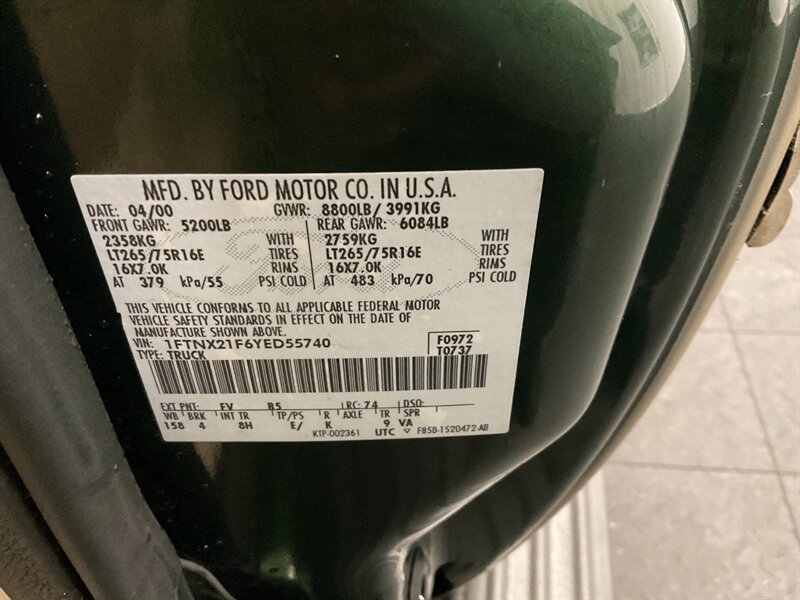 MFD. BY FORD MOTOR CO. IN U.S.A.
DATE: 04/00 GVWR: 8800LB/ 3991KG
FRONT GAWR: 5200LB REAR GAWR: 6084LB
2358KG WITH 2759KG WITH
LT265/75R16E TIRES LT265/75R16E TIRES
16X7.0K RIMS 16X7.0K RIMS
AT 379 kPa/55 PSI COLD AT 483 kPa/70 PSI COLD
THIS VEHICLE CONFORMS TO ALL APPLICABLE FEDERAL MOTOR
VEHICLE SAFETY STANDARDS IN EFFECT ON THE DATE OF
MANUFACTURE SHOWN ABOVE.
VIN: 1FTNX21F6YED55740 F0972
TYPE: TRUCK T0737
EXT PNT: FV B5 RC: 74 DSO:
WB BRK INT TR TP/PS R AXLE TR SPR
158 4 8H E/ K 9 VA
KTP-002361 UTC F85B-1520472-AB